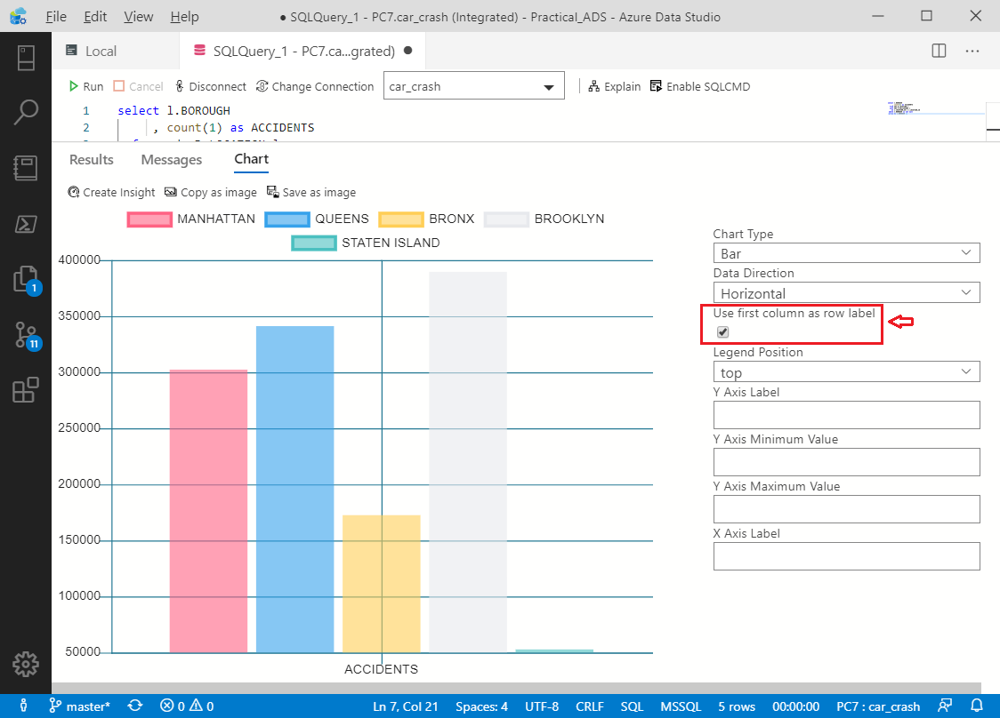 File Edit View Help ● SQLQuery_1 - PC7.car_crash (Integrated) - Practical_ADS - Azure Data Studio
Local SQLQuery_1 - PC7.ca...grated) ●
Run Cancel Disconnect Change Connection car_crash Explain Enable SQLCMD
1 select l.BOROUGH
2 , count(1) as ACCIDENTS
Results Messages Chart
Create Insight Copy as image Save as image
MANHATTAN QUEENS BRONX BROOKLYN
STATEN ISLAND
400000
350000
300000
250000
200000
150000
100000
50000
ACCIDENTS
Chart Type
Bar
Data Direction
Horizontal
Use first column as row label
Legend Position
top
Y Axis Label
Y Axis Minimum Value
Y Axis Maximum Value
X Axis Label
1
11
master* 0 0 Ln 7, Col 21 Spaces: 4 UTF-8 CRLF SQL MSSQL 5 rows 00:00:00 PC7 : car_crash